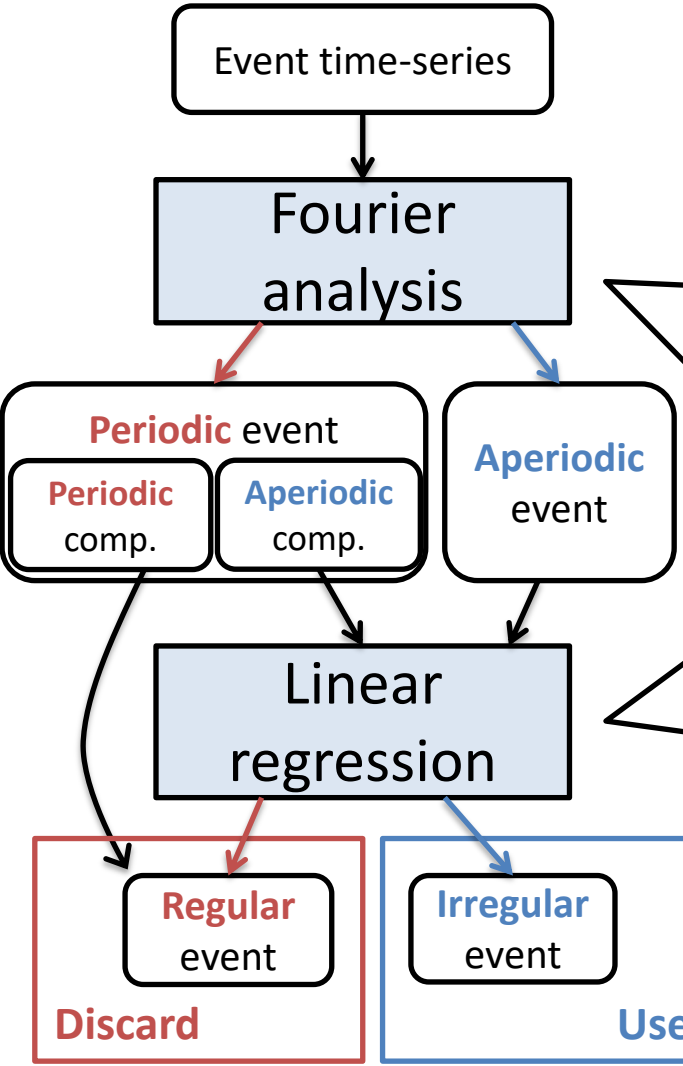 Event time-series
Fourier
analysis
Periodic event
Periodic
comp.
Aperiodic
comp.
Aperiodic
event
Linear
regression
Regular
event
Discard
Irregular
event
Use